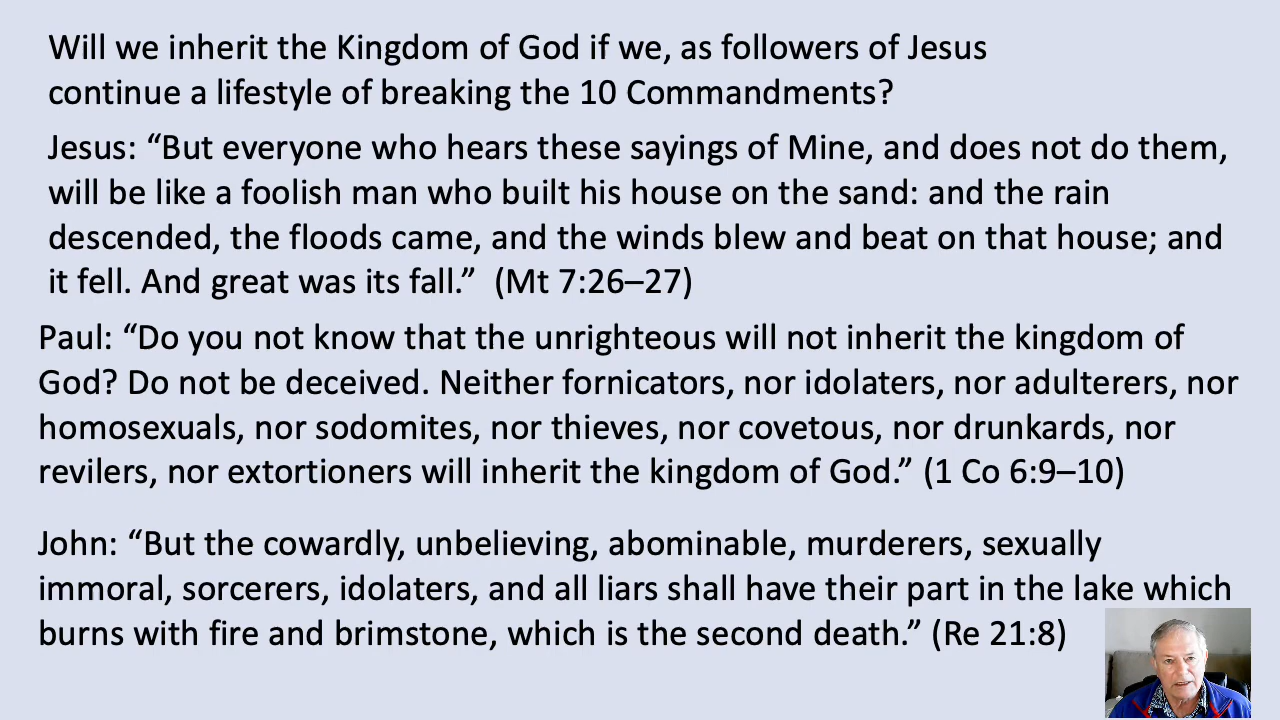 Will we inherit the Kingdom of God if we, as followers of Jesus
continue a lifestyle of breaking the 10 Commandments?
Jesus: “But everyone who hears these sayings of Mine, and does not do them,
will be like a foolish man who built his house on the sand: and the rain
descended, the floods came, and the winds blew and beat on that house; and
it fell. And great was its fall.”  (Mt 7:26–27)
Paul: “Do you not know that the unrighteous will not inherit the kingdom of
God? Do not be deceived. Neither fornicators, nor idolaters, nor adulterers, nor
homosexuals, nor sodomites, nor thieves, nor covetous, nor drunkards, nor
revilers, nor extortioners will inherit the kingdom of God.” (1 Co 6:9–10)
John: “But the cowardly, unbelieving, abominable, murderers, sexually
immoral, sorcerers, idolaters, and all liars shall have their part in the lake which
burns with fire and brimstone, which is the second death.” (Re 21:8)